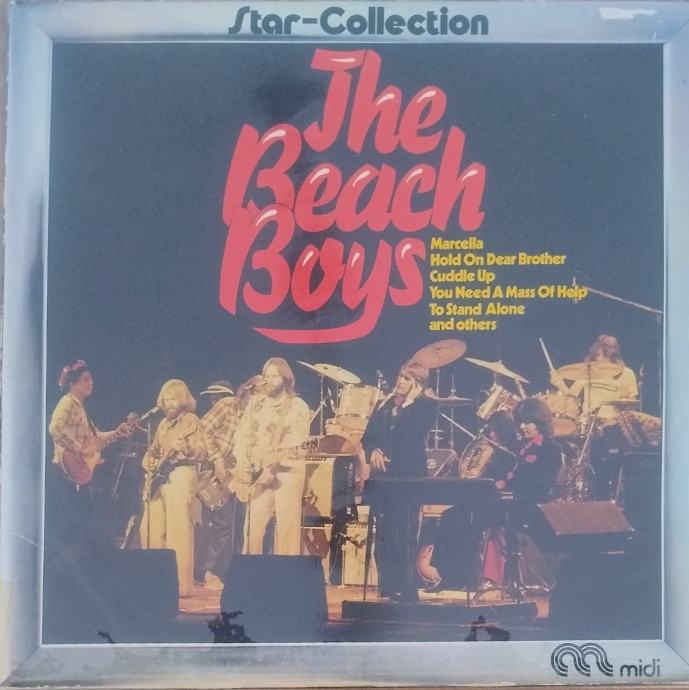 Star-Collection
The
Beach
Boys
Marcella
Hold On Dear Brother
Cuddle Up
You Need A Mass Of Help
To Stand Alone
and others
midi